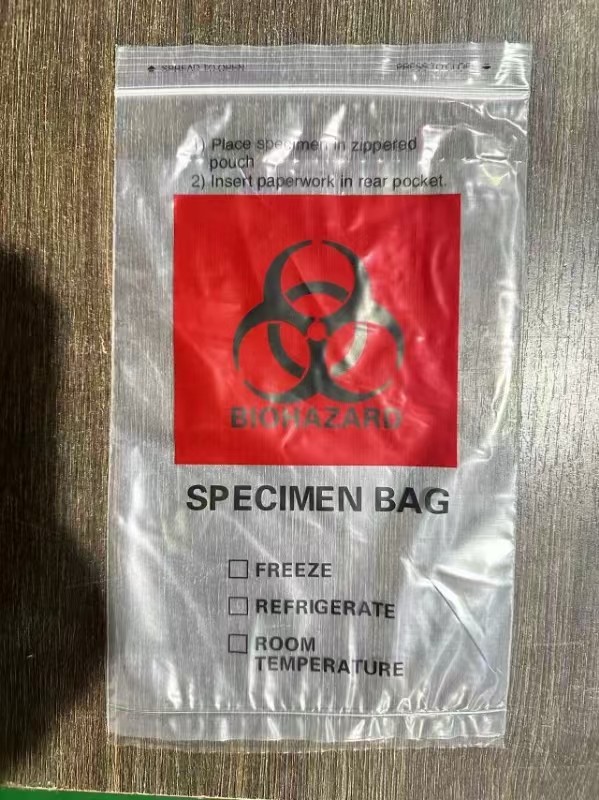 SPREAD TO OPEN PRESS TO CLOSE
1) Place specimen in zippered
pouch
2) Insert paperwork in rear pocket.
BIOHAZARD
SPECIMEN BAG
FREEZE
REFRIGERATE
ROOM
TEMPERATURE